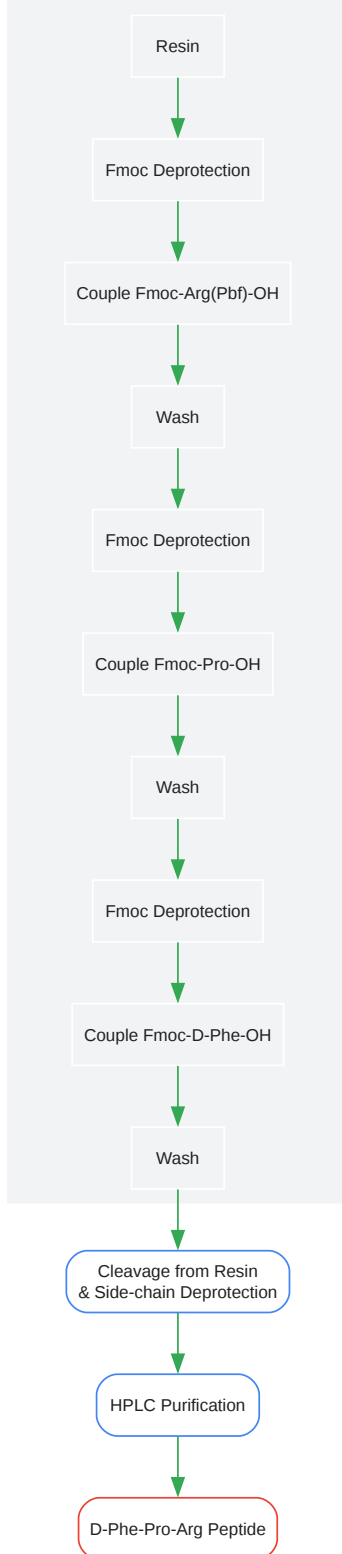 Resin
Fmoc Deprotection
Couple Fmoc-Arg(Pbf)-OH
Wash
Fmoc Deprotection
Couple Fmoc-Pro-OH
Wash
Fmoc Deprotection
Couple Fmoc-D-Phe-OH
Wash
Cleavage from Resin
& Side-chain Deprotection
HPLC Purification
D-Phe-Pro-Arg Peptide